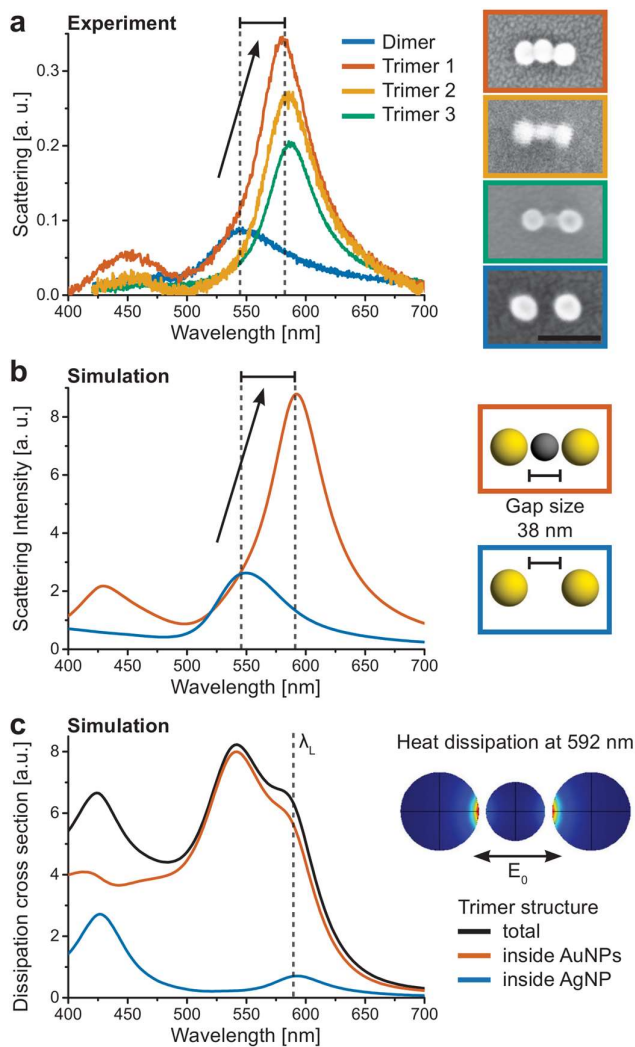 a
Experiment
Dimer
Trimer 1
Trimer 2
Trimer 3
Scattering [a. u.]
0.3
0.2
0.1
0.0
400 450 500 550 600 650 700
Wavelength [nm]
b
Simulation
Scattering Intensity [a. u.]
8
6
4
2
0
400 450 500 550 600 650 700
Wavelength [nm]
Gap size
38 nm
c
Simulation
λL
Dissipation cross section [a.u.]
8
6
4
2
0
400 450 500 550 600 650 700
Wavelength [nm]
Heat dissipation at 592 nm
E0
Trimer structure
total
inside AuNPs
inside AgNP